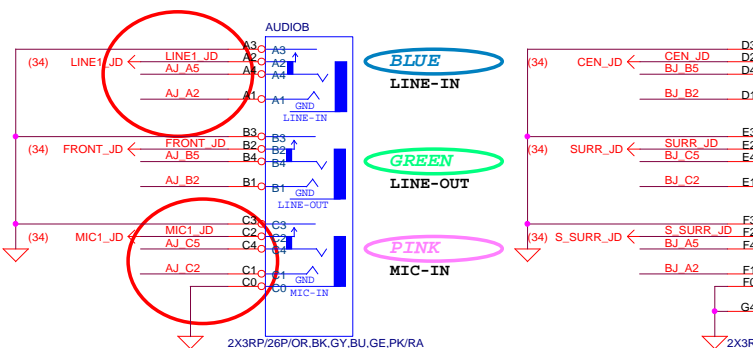 AUDIOB
A3 A3 D3
(34) LINE1_JD LINE1_JD A2 A2 BLUE (34) CEN_JD CEN_JD D2
AJ_A5 A4 A4 LINE-IN BJ_B5 D4
AJ_A2 A1 A1 GND BJ_B2 D1
LINE-IN
B3 B3 E3
(34) FRONT_JD FRONT_JD B2 B2 GREEN (34) SURR_JD SURR_JD E2
AJ_B5 B4 B4 LINE-OUT BJ_C5 E4
AJ_B2 B1 B1 GND BJ_C2 E1
LINE-OUT
C3 C3 F3
(34) MIC1_JD MIC1_JD C2 C2 PINK (34) S_SURR_JD S_SURR_JD F2
AJ_C5 C4 C4 MIC-IN BJ_A5 F4
AJ_C2 C1 C1 GND BJ_A2 F1
C0 C0 MIC-IN F0
G4
2X3RP/26P/OR,BK,GY,BU,GE,PK/RA 2X3R